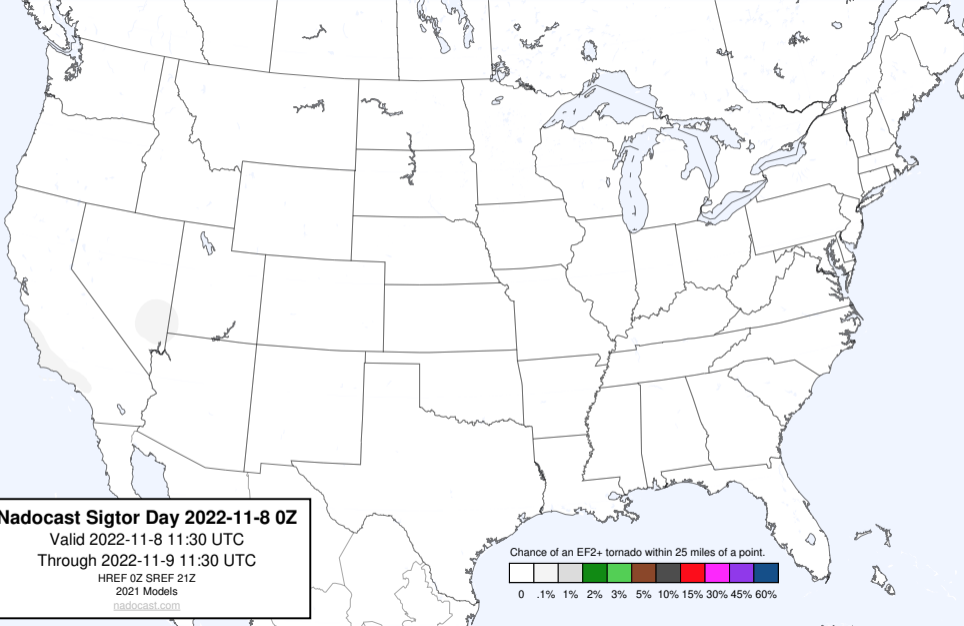 Nadocast Sigtor Day 2022-11-8 0Z
Valid 2022-11-8 11:30 UTC
Through 2022-11-9 11:30 UTC
HREF 0Z SREF 21Z
2021 Models
nadocast.com
Chance of an EF2+ tornado within 25 miles of a point.
0 .1% 1% 2% 3% 5% 10% 15% 30% 45% 60%